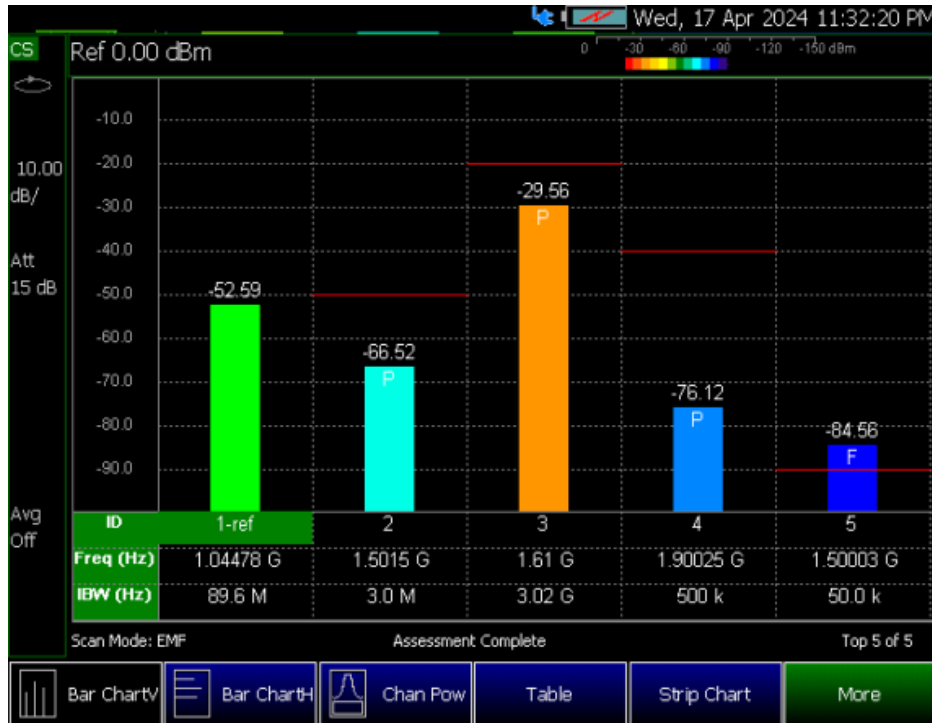 Wed, 17 Apr 2024 11:32:20 PM
CS
Ref 0.00 dBm
0 -30 -60 -90 -120 -150 dBm
-10.0
10.00
dB/
-20.0
-29.56
P
-30.0
Att
15 dB
-40.0
-52.59
-50.0
-60.0
-66.52
P
-70.0
-76.12
P
-80.0
-84.56
F
-90.0
Avg
Off
ID 1-ref 2 3 4 5
Freq (Hz) 1.04478 G 1.5015 G 1.61 G 1.90025 G 1.50003 G
IBW (Hz) 89.6 M 3.0 M 3.02 G 500 k 50.0 k
Scan Mode: EMF Assessment Complete Top 5 of 5
Bar ChartV Bar ChartH Chan Pow Table Strip Chart More